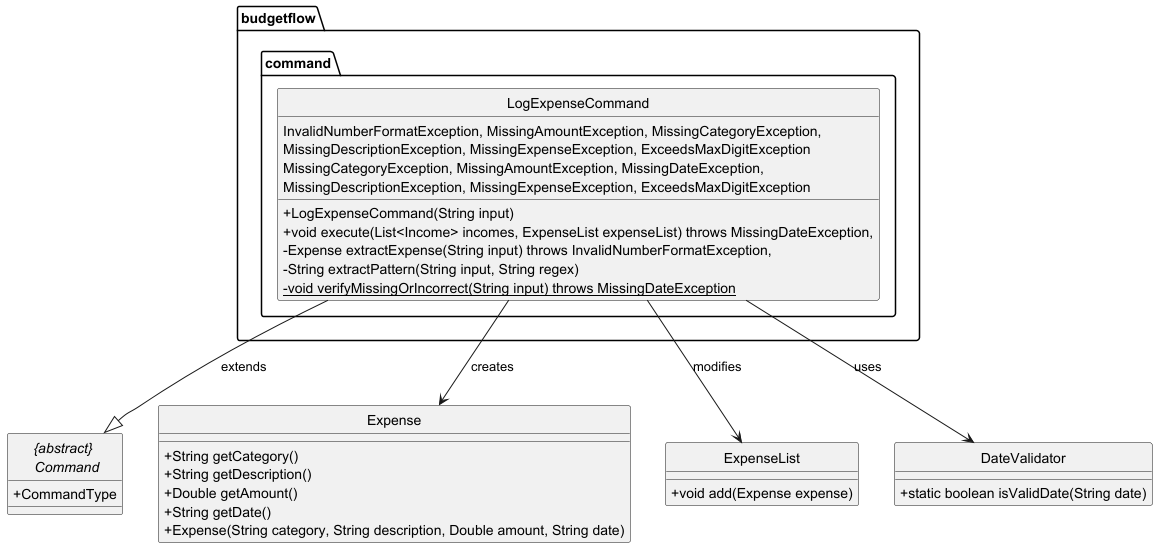 budgetflow
command
LogExpenseCommand
InvalidNumberFormatException, MissingAmountException, MissingCategoryException,
MissingDescriptionException, MissingExpenseException, ExceedsMaxDigitException
MissingCategoryException, MissingAmountException, MissingDateException,
MissingDescriptionException, MissingExpenseException, ExceedsMaxDigitException
+LogExpenseCommand(String input)
+void execute(List<Income> incomes, ExpenseList expenseList) throws MissingDateException,
-Expense extractExpense(String input) throws InvalidNumberFormatException,
-String extractPattern(String input, String regex)
-void verifyMissingOrIncorrect(String input) throws MissingDateException
extends
creates
modifies
uses
{abstract}
Command
+CommandType
Expense
+String getCategory()
+String getDescription()
+Double getAmount()
+String getDate()
+Expense(String category, String description, Double amount, String date)
ExpenseList
+void add(Expense expense)
DateValidator
+static boolean isValidDate(String date)